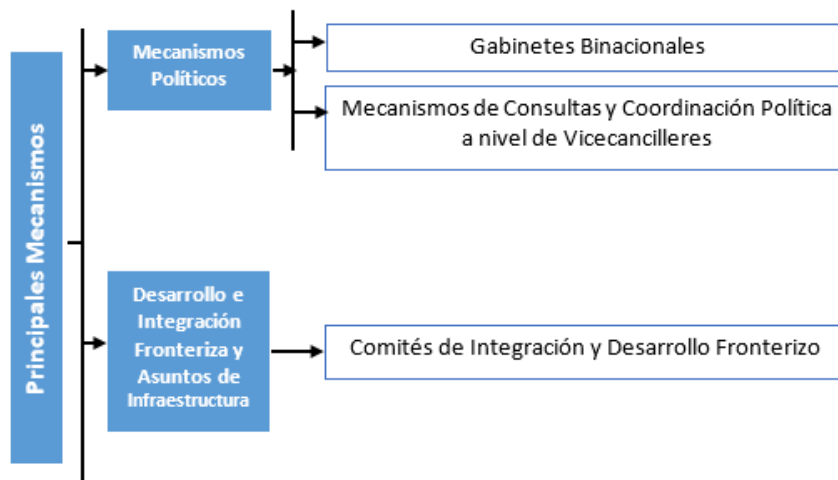 Principales Mecanismos
Mecanismos
Políticos
Gabinetes Binacionales
Mecanismos de Consultas y Coordinación Política
a nivel de Vicecancilleres
Desarrollo e
Integración
Fronteriza y
Asuntos de
Infraestructura
Comités de Integración y Desarrollo Fronterizo